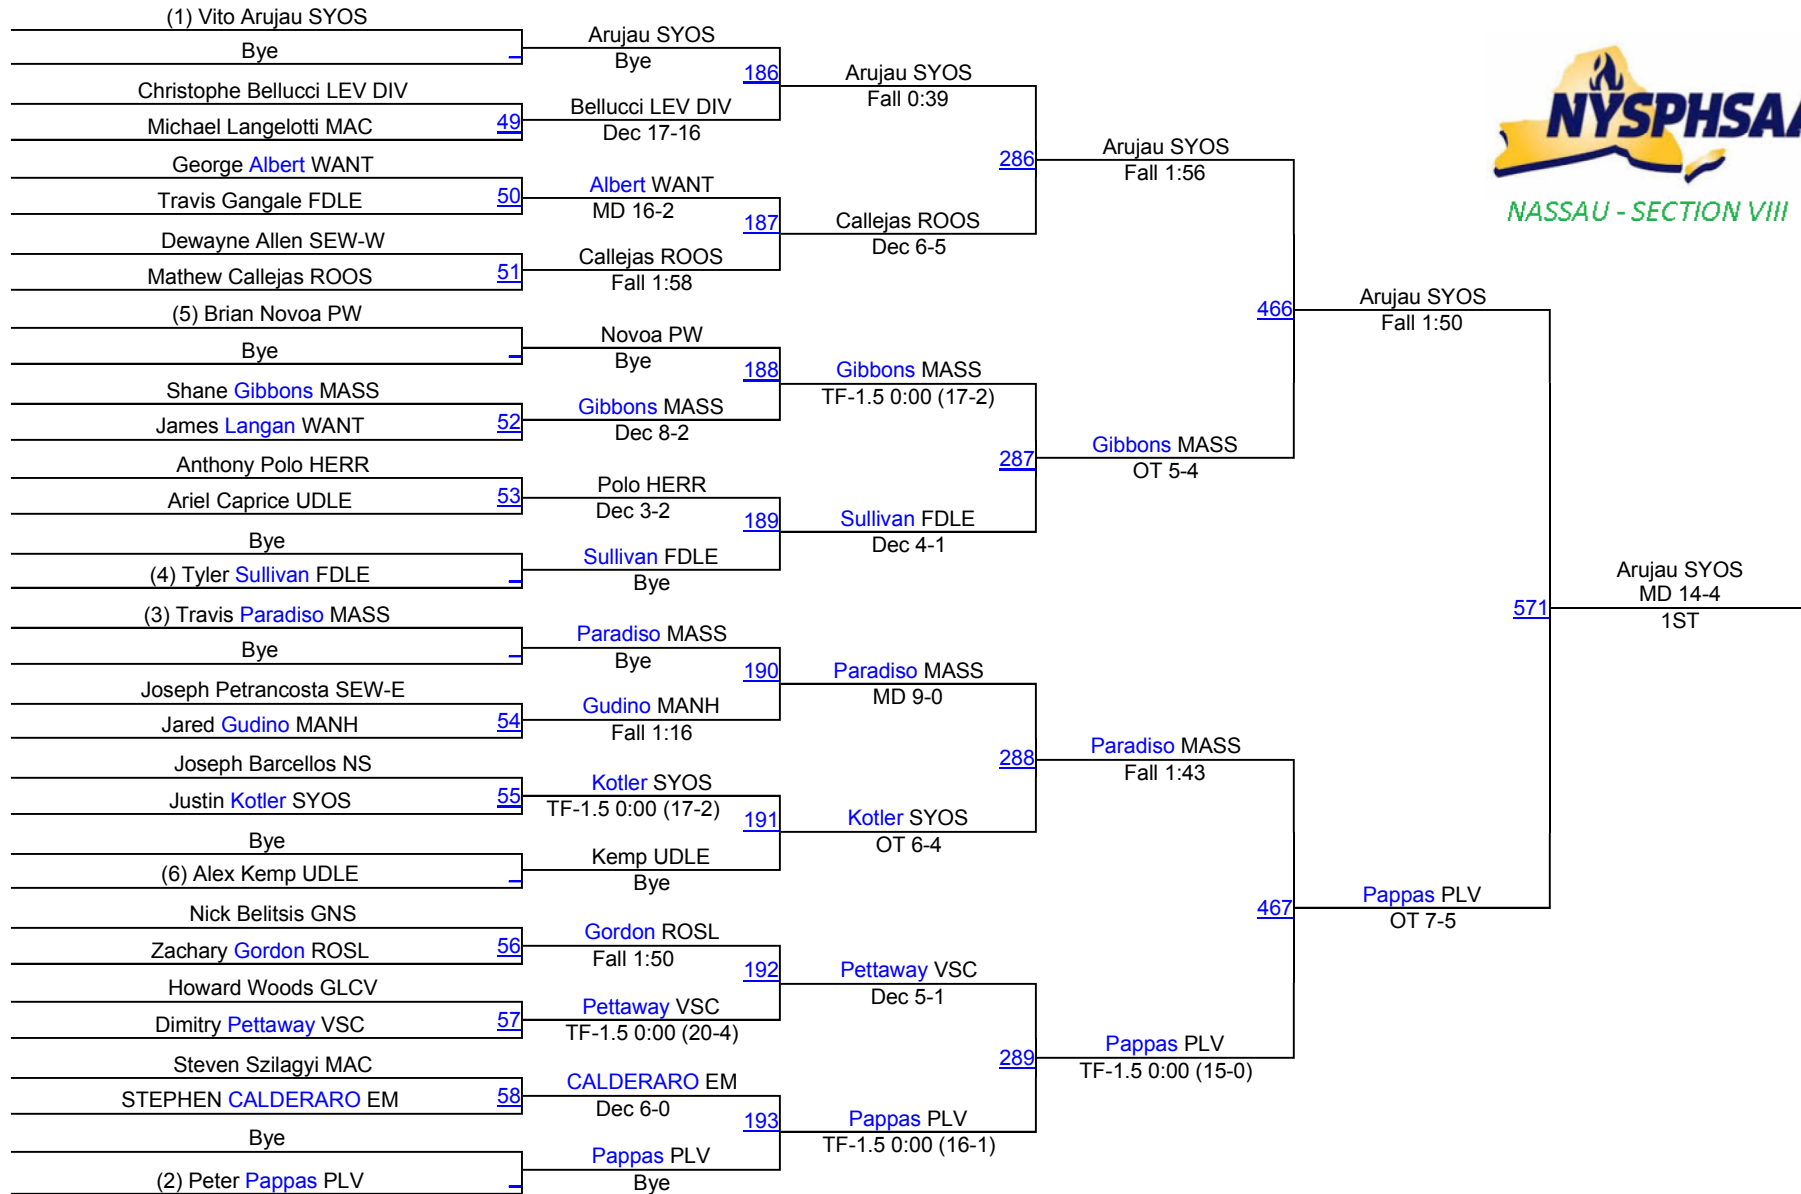 (1) Vito Arujau SYOS
Bye
Christophe Bellucci LEV DIV
Michael Langelotti MAC
49
George Albert WANT
Travis Gangale FDLE
50
Dewayne Allen SEW-W
Mathew Callejas ROOS
51
(5) Brian Novoa PW
Bye
Shane Gibbons MASS
James Langan WANT
52
Anthony Polo HERR
Ariel Caprice UDLE
53
Bye
(4) Tyler Sullivan FDLE
(3) Travis Paradiso MASS
Bye
Joseph Petrancosta SEW-E
Jared Gudino MANH
54
Joseph Barcellos NS
Justin Kotler SYOS
55
Bye
(6) Alex Kemp UDLE
Nick Belitsis GNS
Zachary Gordon ROSL
56
Howard Woods GLCV
Dimitry Pettaway VSC
57
Steven Szilagyi MAC
STEPHEN CALDERARO EM
58
Bye
(2) Peter Pappas PLV
Arujau SYOS
Bye
186
Bellucci LEV DIV
Dec 17-16
Albert WANT
MD 16-2
187
Callejas ROOS
Fall 1:58
Novoa PW
Bye
188
Gibbons MASS
Dec 8-2
Polo HERR
Dec 3-2
189
Sullivan FDLE
Bye
Paradiso MASS
Bye
190
Gudino MANH
Fall 1:16
Kotler SYOS
TF-1.5 0:00 (17-2)
191
Kemp UDLE
Bye
Gordon ROSL
Fall 1:50
192
Pettaway VSC
TF-1.5 0:00 (20-4)
CALDERARO EM
Dec 6-0
193
Pappas PLV
Bye
Arujau SYOS
Fall 0:39
286
Callejas ROOS
Dec 6-5
Gibbons MASS
TF-1.5 0:00 (17-2)
287
Sullivan FDLE
Dec 4-1
Paradiso MASS
MD 9-0
288
Kotler SYOS
OT 6-4
Pettaway VSC
Dec 5-1
289
Pappas PLV
TF-1.5 0:00 (16-1)
Arujau SYOS
Fall 1:56
466
Gibbons MASS
OT 5-4
Paradiso MASS
Fall 1:43
467
Pappas PLV
TF-1.5 0:00 (15-0)
Arujau SYOS
Fall 1:50
571
Pappas PLV
OT 7-5
Arujau SYOS
MD 14-4
1ST
NYSPHSAA
NASSAU - SECTION VIII